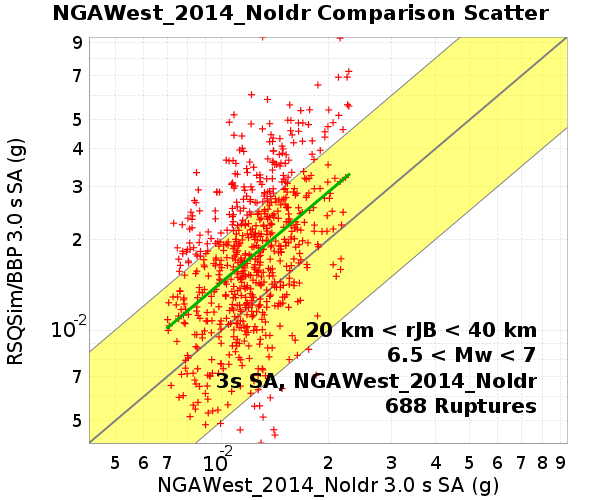 NGAWest_2014_NoIdr Comparison Scatter
RSQSim/BBP 3.0 s SA (g)
9
7
5
4
3
2
10-2
7
5
20 km < rJB < 40 km
6.5 < Mw < 7
3s SA, NGAWest_2014_NoIdr
688 Ruptures
5 6 7 10-2 2 3 4 5 6 7 8 9
NGAWest_2014_NoIdr 3.0 s SA (g)